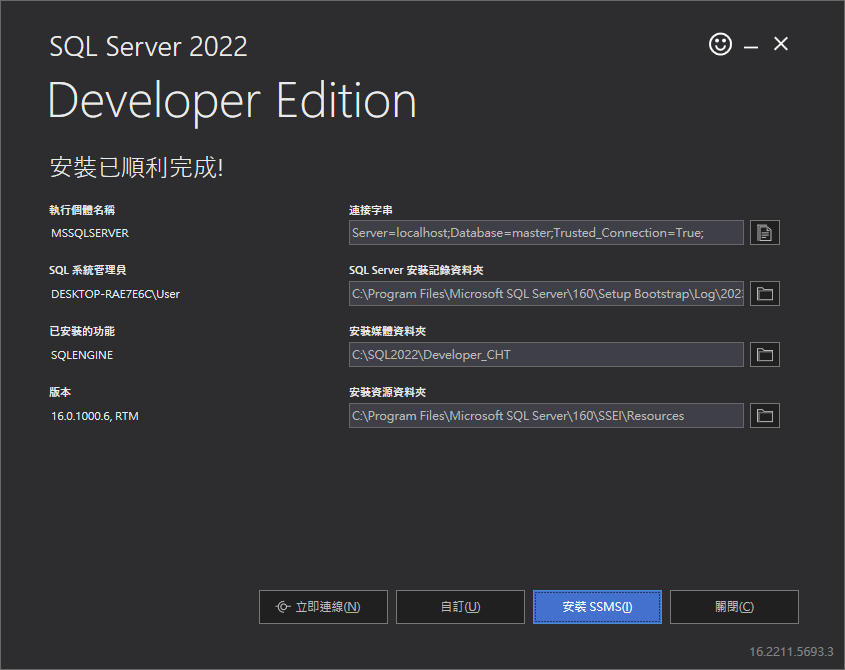 SQL Server 2022
Developer Edition
安裝已順利完成!
執行個體名稱
MSSQLSERVER
連接字串
Server=localhost;Database=master;Trusted_Connection=True;
SQL 系統管理員
DESKTOP-RAE7E6C\User
SQL Server 安裝記錄資料夾
C:\Program Files\Microsoft SQL Server\160\Setup Bootstrap\Log\202
已安裝的功能
SQLENGINE
安裝媒體資料夾
C:\SQL2022\Developer_CHT
版本
16.0.1000.6, RTM
安裝資源資料夾
C:\Program Files\Microsoft SQL Server\160\SSEI\Resources
立即連線(N)
自訂(U)
安裝 SSMS(I)
關閉(C)
16.2211.5693.3